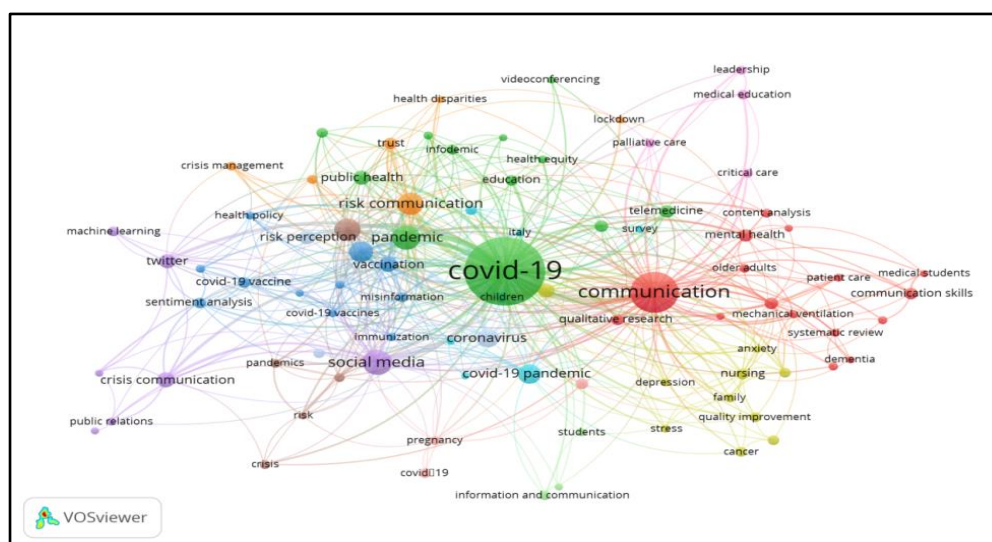 leadership
videoconferencing
medical education
health disparities
lockdown
trust
infodemic
palliative care
health equity
crisis management
critical care
public health
education
risk communication
telemedicine
content analysis
health policy
italy
survey
machine learning
risk perception
pandemic
mental health
twitter
vaccination
covid-19
older adults
covid-19 vaccine
patient care
medical students
sentiment analysis
misinformation
children
communication
communication skills
covid-19 vaccines
qualitative research
mechanical ventilation
immunization
coronavirus
systematic review
anxiety
pandemics
social media
dementia
crisis communication
covid-19 pandemic
nursing
depression
family
public relations
risk
quality improvement
stress
students
pregnancy
cancer
crisis
covid▯19
information and communication
VOSviewer